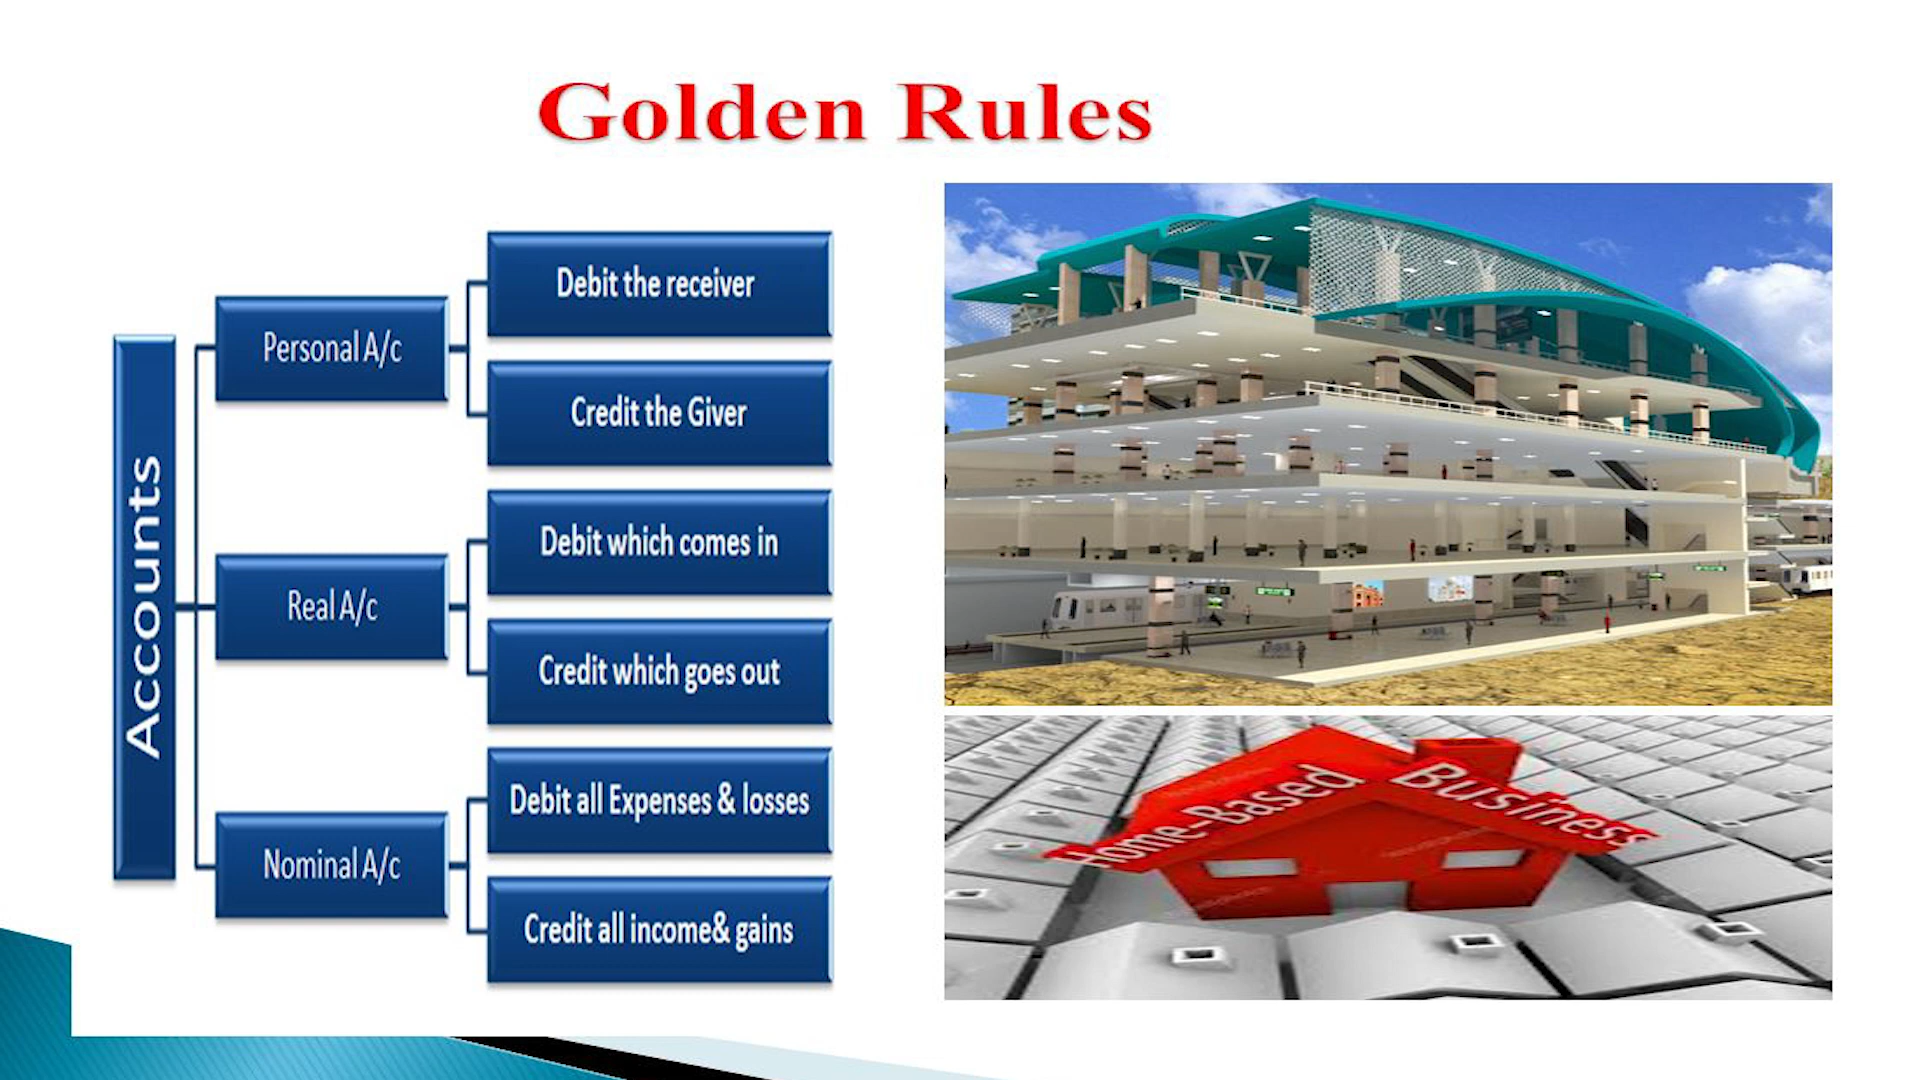 Golden Rules
Accounts
Personal A/c
Debit the receiver
Credit the Giver
Real A/c
Debit which comes in
Credit which goes out
Nominal A/c
Debit all Expenses & losses
Credit all income& gains
Home-Based Business